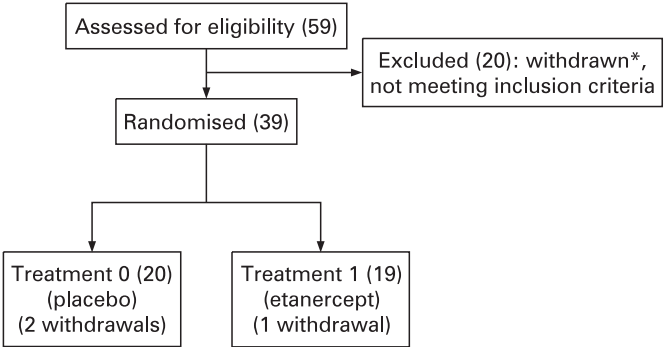 Assessed for eligibility (59)
Excluded (20): withdrawn*,
not meeting inclusion criteria
Randomised (39)
Treatment 0 (20)
(placebo)
(2 withdrawals)
Treatment 1 (19)
(etanercept)
(1 withdrawal)